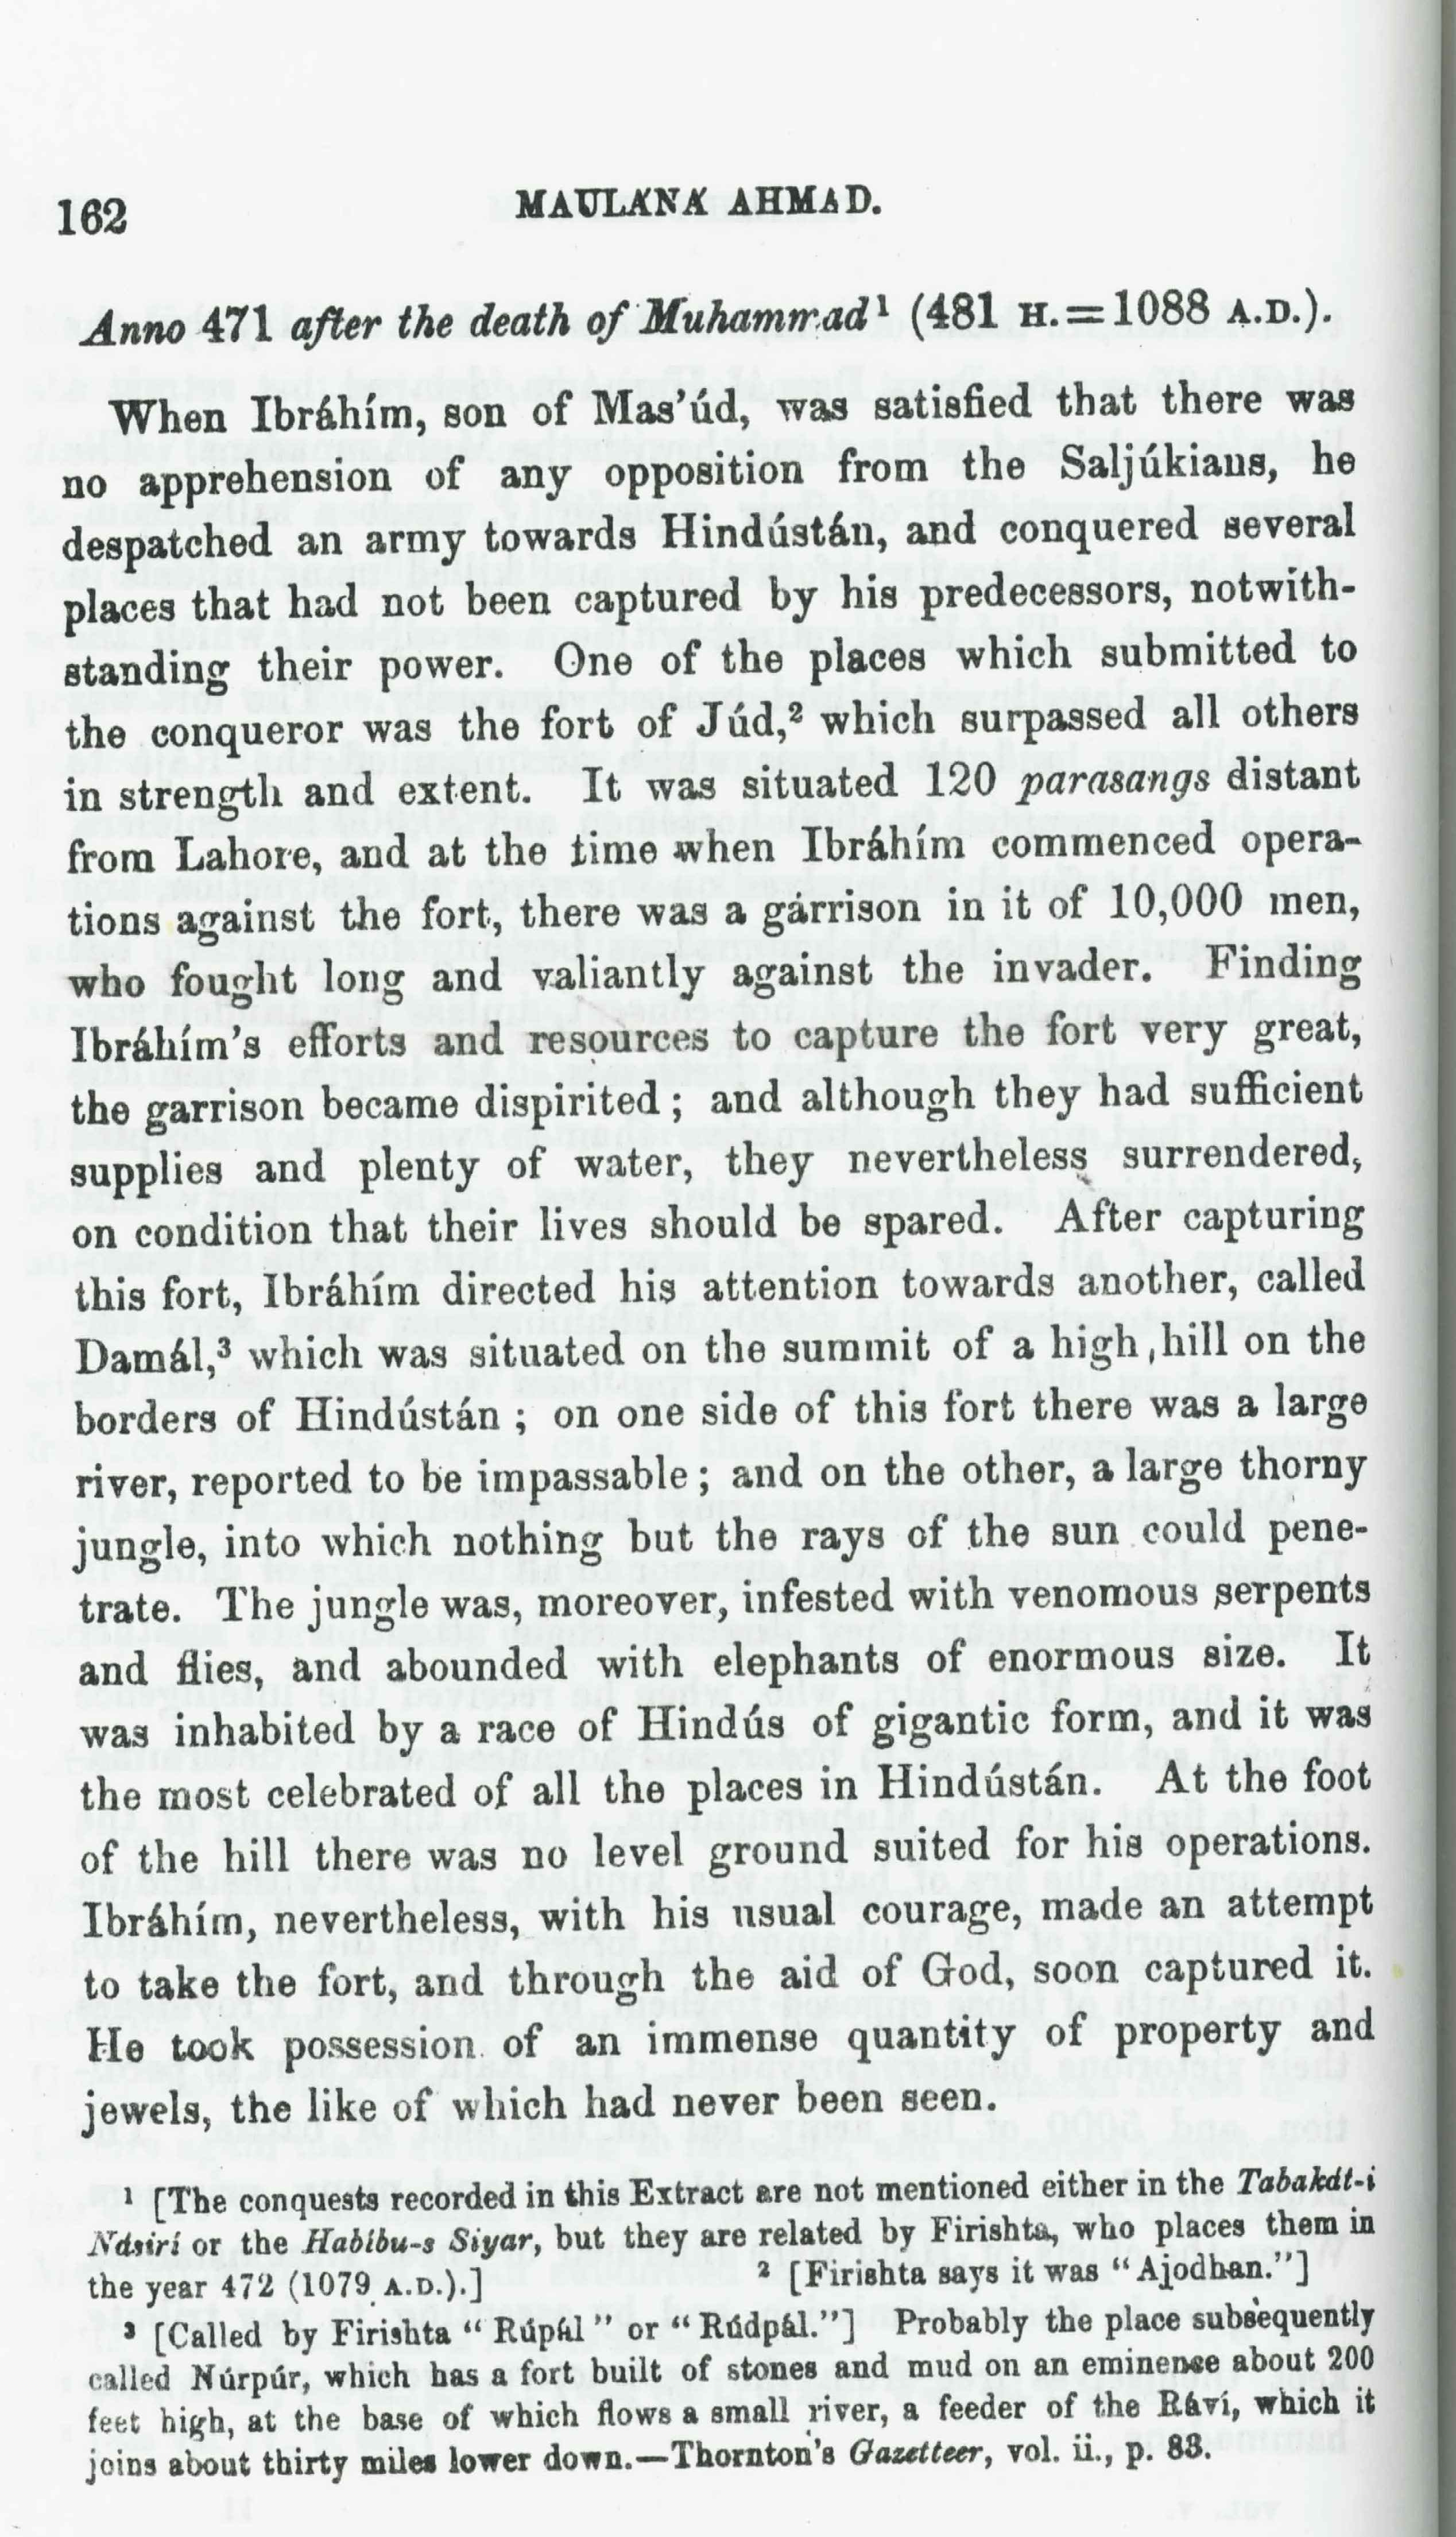 162
MAULÁNÁ AHMAD.
Anno 471 after the death of Muhammad¹ (481 H.=1088 A.D.).
When Ibráhím, son of Mas'úd, was satisfied that there was
no apprehension of any opposition from the Saljúkians, he
despatched an army towards Hindústán, and conquered several
places that had not been captured by his predecessors, notwith-
standing their power. One of the places which submitted to
the conqueror was the fort of Júd,² which surpassed all others
in strength and extent. It was situated 120 parasangs distant
from Lahore, and at the time when Ibráhím commenced opera-
tions against the fort, there was a garrison in it of 10,000 men,
who fought long and valiantly against the invader. Finding
Ibráhím's efforts and resources to capture the fort very great,
the garrison became dispirited; and although they had sufficient
supplies and plenty of water, they nevertheless surrendered,
on condition that their lives should be spared. After capturing
this fort, Ibráhím directed his attention towards another, called
Damál,³ which was situated on the summit of a high hill on the
borders of Hindústán; on one side of this fort there was a large
river, reported to be impassable; and on the other, a large thorny
jungle, into which nothing but the rays of the sun could pene-
trate. The jungle was, moreover, infested with venomous serpents
and flies, and abounded with elephants of enormous size. It
was inhabited by a race of Hindús of gigantic form, and it was
the most celebrated of all the places in Hindústán. At the foot
of the hill there was no level ground suited for his operations.
Ibráhím, nevertheless, with his usual courage, made an attempt
to take the fort, and through the aid of God, soon captured it.
He took possession of an immense quantity of property and
jewels, the like of which had never been seen.
¹ [The conquests recorded in this Extract are not mentioned either in the Tabakát-i
Násirí or the Habíbu-s Siyar, but they are related by Firishta, who places them in
the year 472 (1079 A.D.).] ² [Firishta says it was "Ajodhan."]
³ [Called by Firishta "Rúpál" or "Rúdpál."] Probably the place subsequently
called Núrpúr, which has a fort built of stones and mud on an eminence about 200
feet high, at the base of which flows a small river, a feeder of the Ráví, which it
joins about thirty miles lower down.—Thornton's Gazetteer, vol. ii., p. 83.